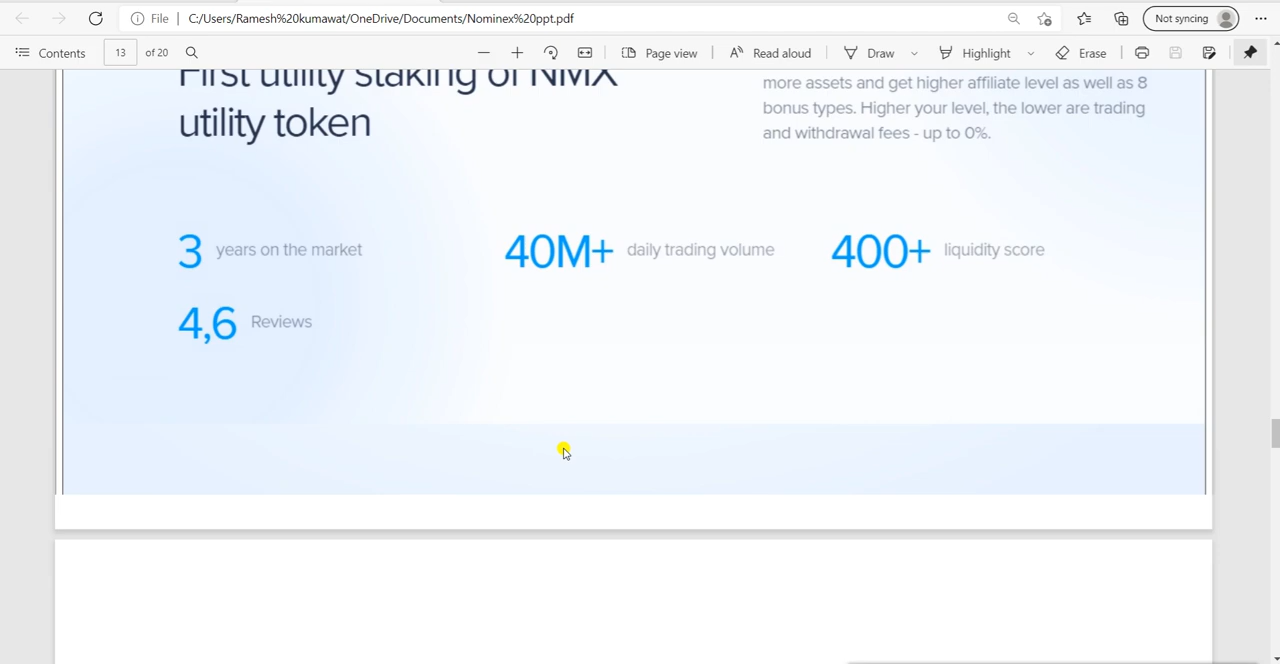 File
C:/Users/Ramesh%20kumawat/OneDrive/Documents/Nominex%20ppt.pdf
Not syncing
Contents
13 of 20
Page view
Read aloud
Draw
Highlight
Erase
First utility staking of NMX
utility token
more assets and get higher affiliate level as well as 8
bonus types. Higher your level, the lower are trading
and withdrawal fees - up to 0%.
3 years on the market
40M+ daily trading volume
400+ liquidity score
4,6 Reviews